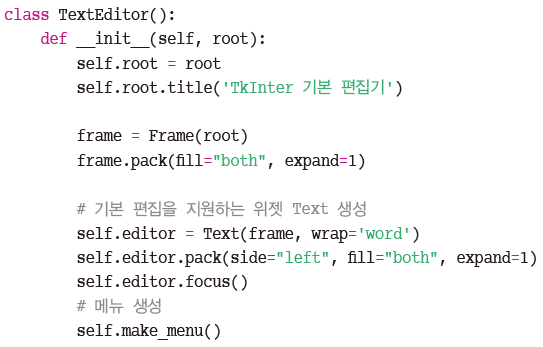 class TextEditor():
    def __init__(self, root):
        self.root = root
        self.root.title('TkInter 기본 편집기')

        frame = Frame(root)
        frame.pack(fill="both", expand=1)

        # 기본 편집을 지원하는 위젯 Text 생성
        self.editor = Text(frame, wrap='word')
        self.editor.pack(side="left", fill="both", expand=1)
        self.editor.focus()
        # 메뉴 생성
        self.make_menu()